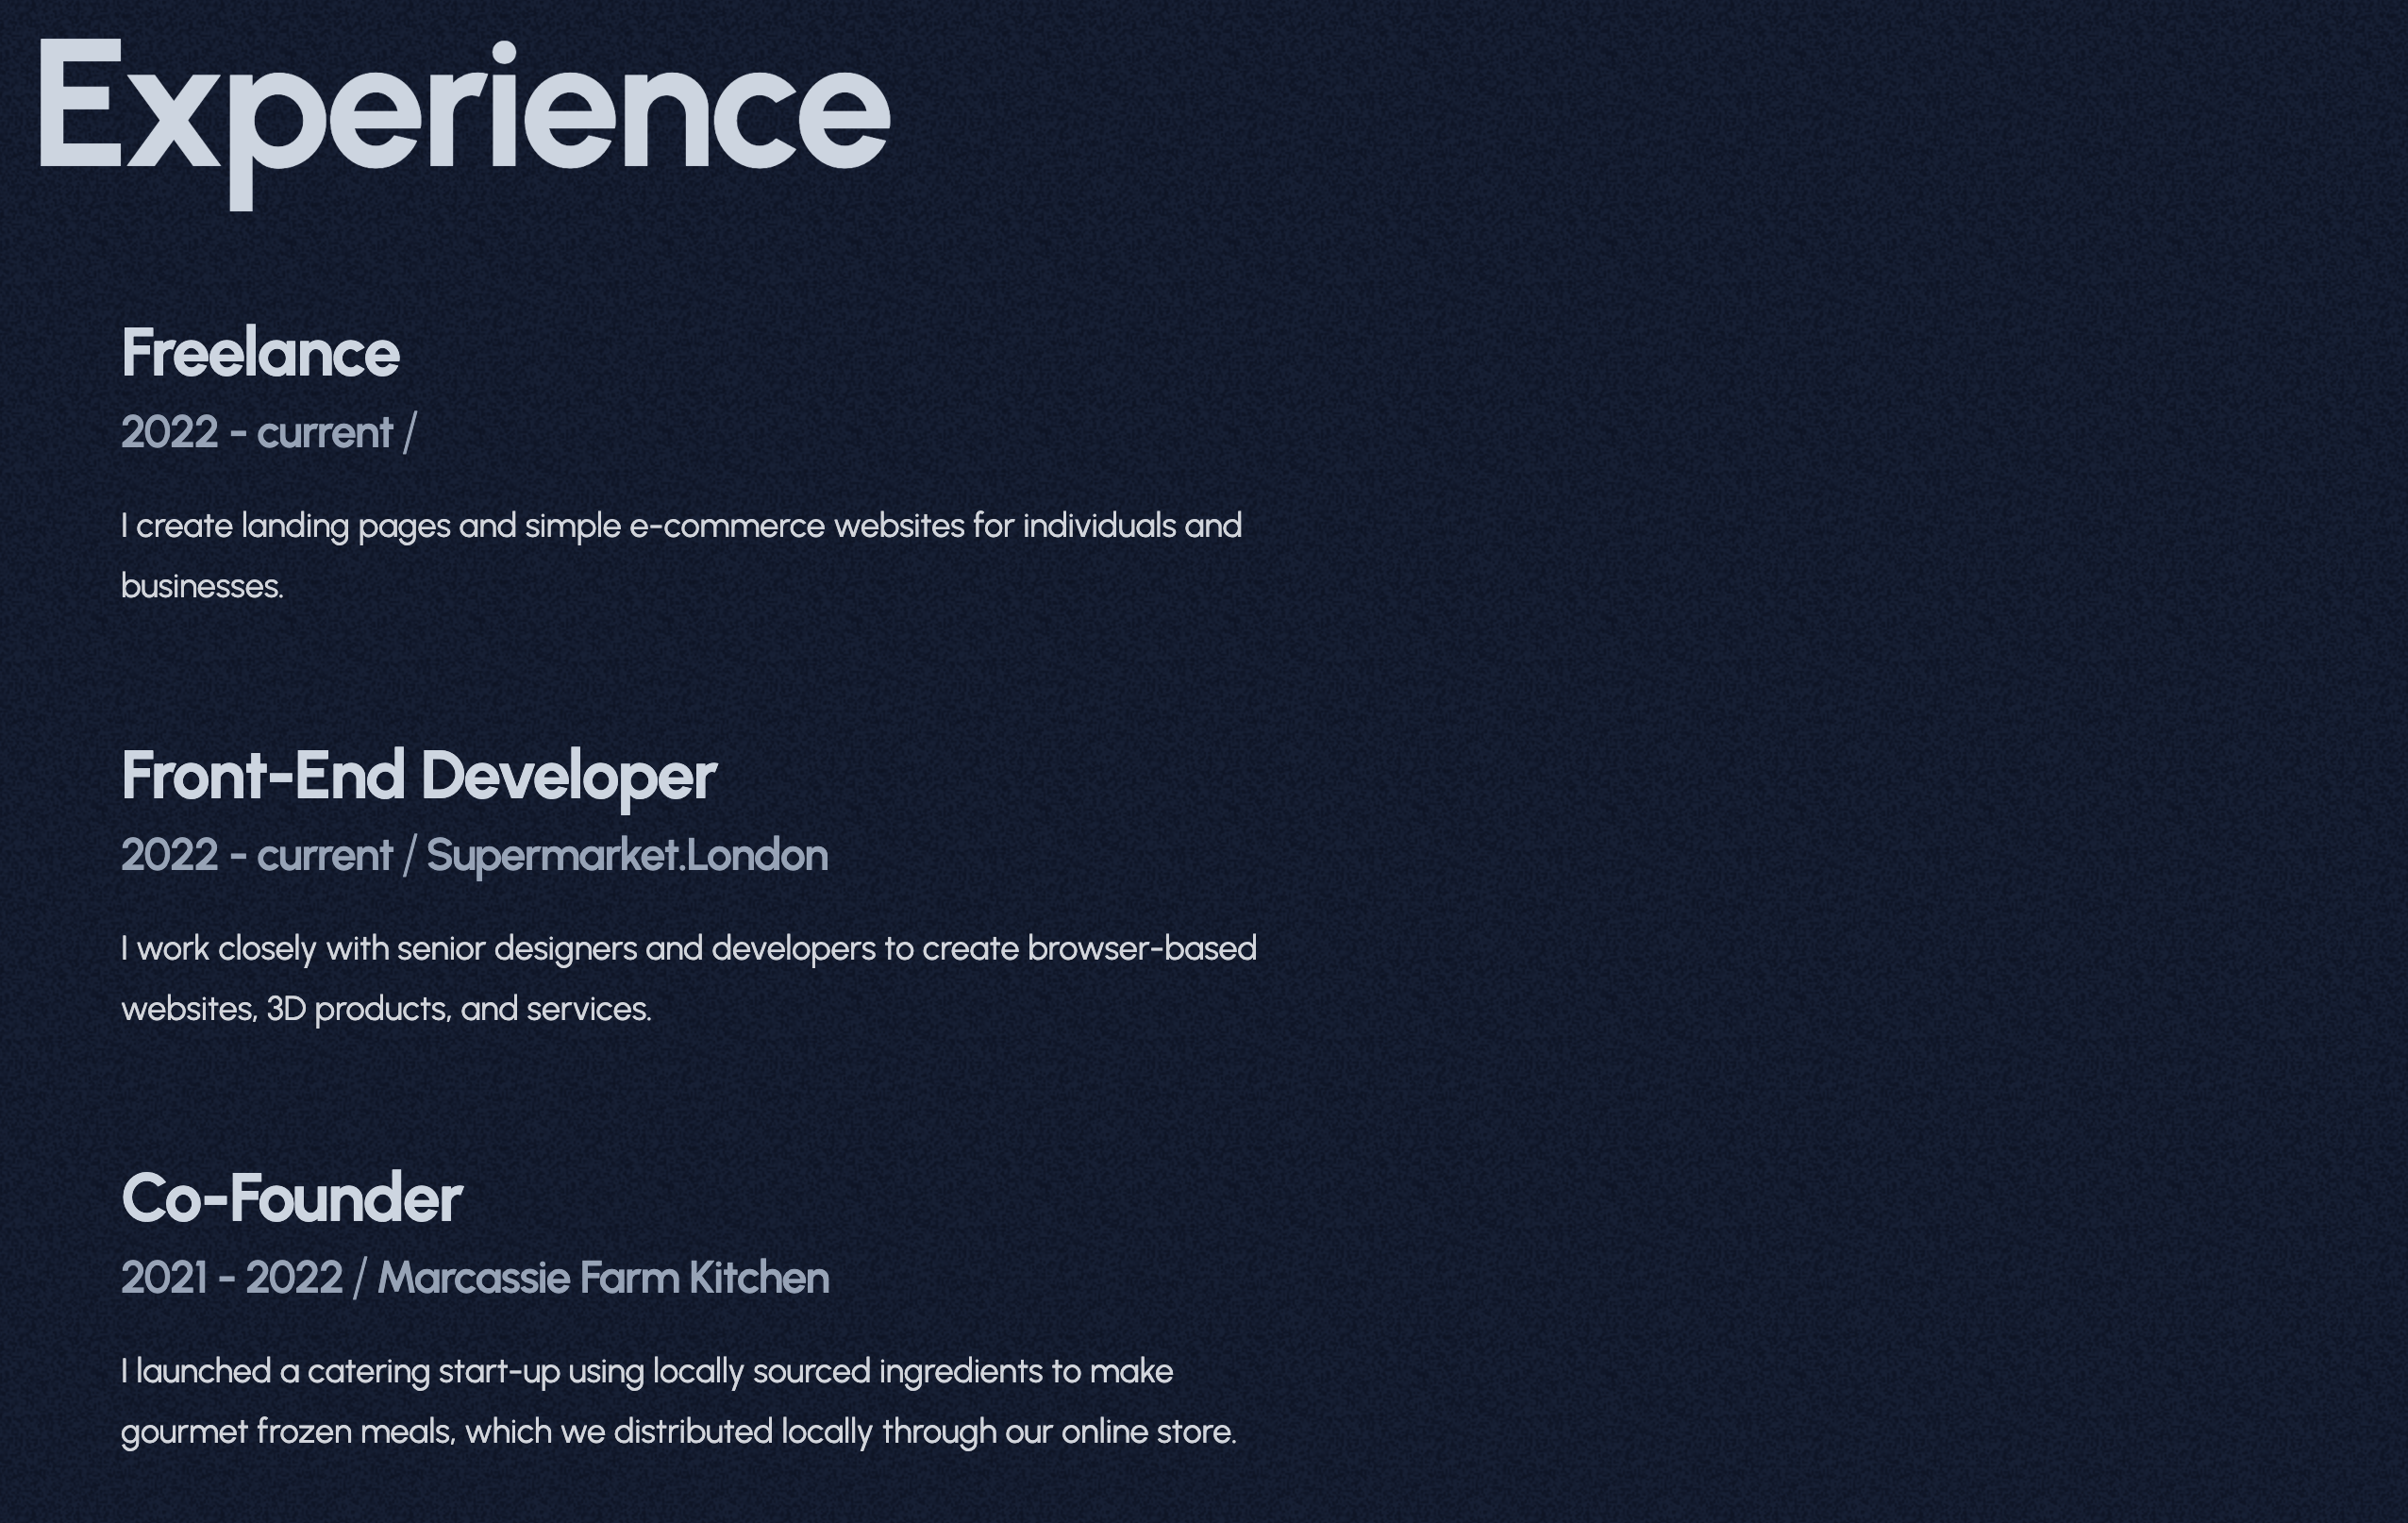 Experience
Freelance
2022 - current /
I create landing pages and simple e-commerce websites for individuals and
businesses.
Front-End Developer
2022 - current / Supermarket.London
I work closely with senior designers and developers to create browser-based
websites, 3D products, and services.
Co-Founder
2021 - 2022 / Marcassie Farm Kitchen
I launched a catering start-up using locally sourced ingredients to make
gourmet frozen meals, which we distributed locally through our online store.